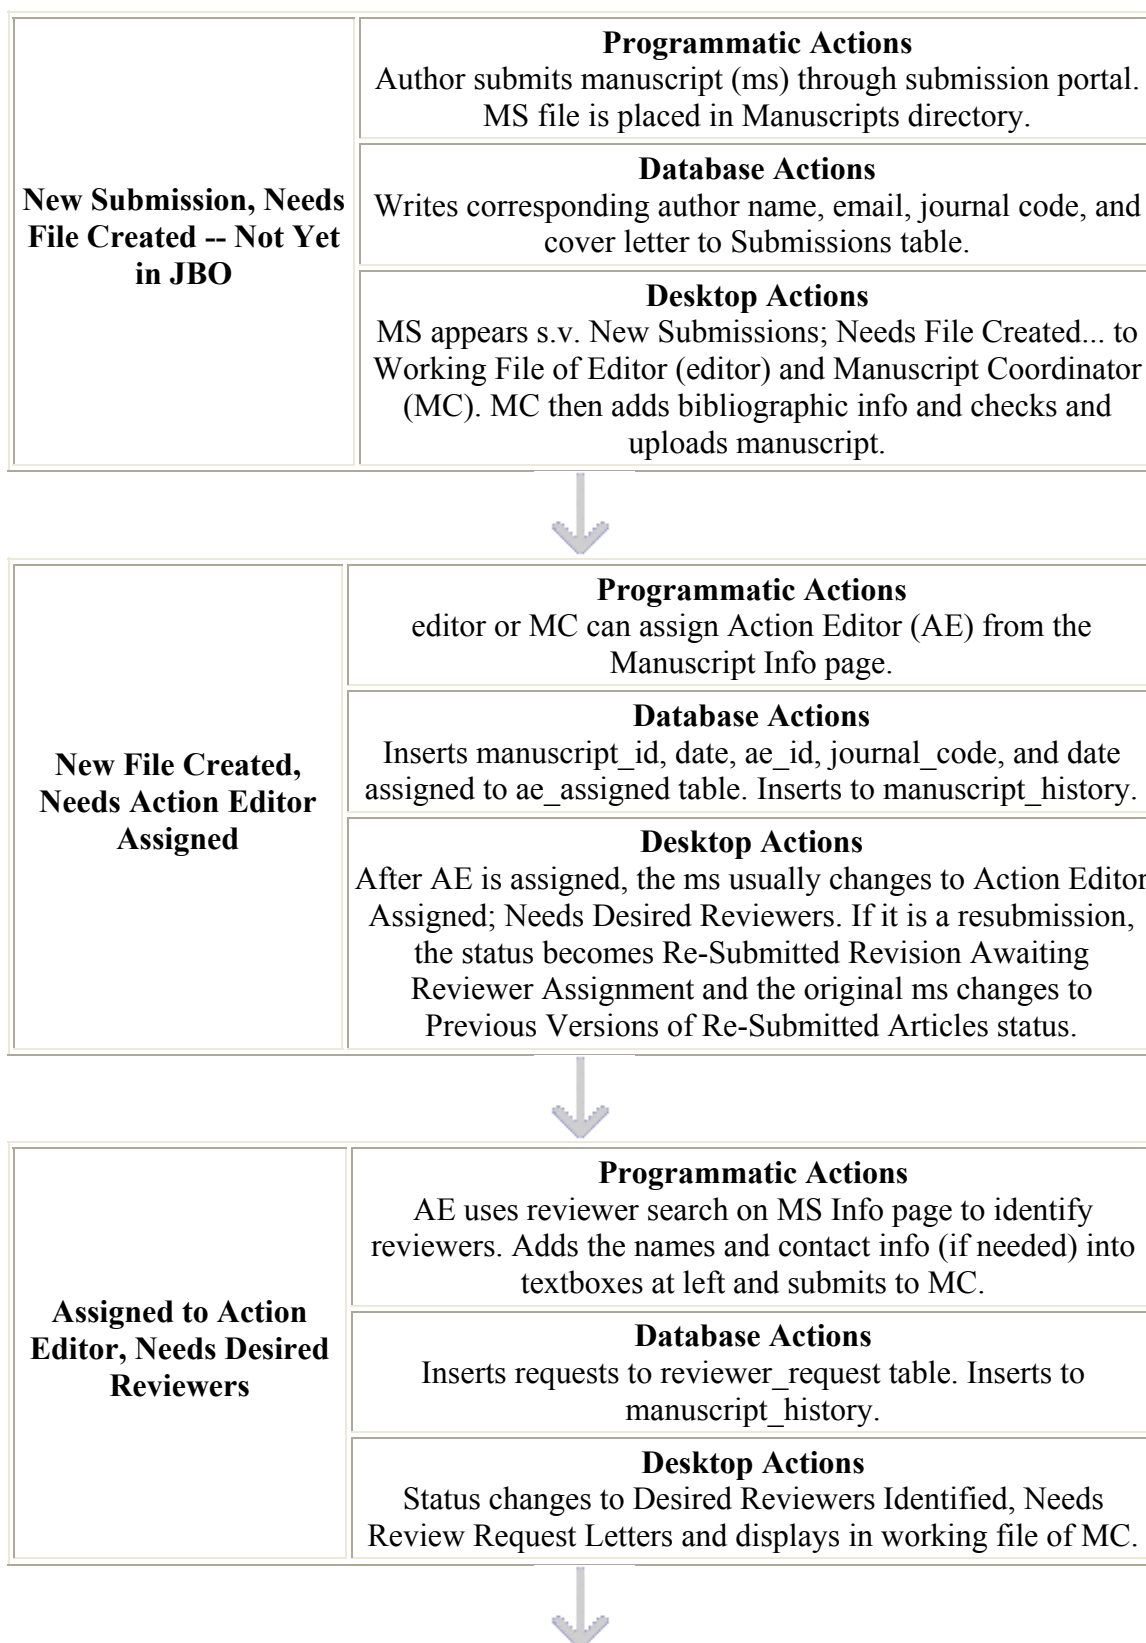 New Submission, Needs
File Created -- Not Yet
in JBO
Programmatic Actions
Author submits manuscript (ms) through submission portal.
MS file is placed in Manuscripts directory.
Database Actions
Writes corresponding author name, email, journal code, and
cover letter to Submissions table.
Desktop Actions
MS appears s.v. New Submissions; Needs File Created... to
Working File of Editor (editor) and Manuscript Coordinator
(MC). MC then adds bibliographic info and checks and
uploads manuscript.
New File Created,
Needs Action Editor
Assigned
Programmatic Actions
editor or MC can assign Action Editor (AE) from the
Manuscript Info page.
Database Actions
Inserts manuscript_id, date, ae_id, journal_code, and date
assigned to ae_assigned table. Inserts to manuscript_history.
Desktop Actions
After AE is assigned, the ms usually changes to Action Editor
Assigned; Needs Desired Reviewers. If it is a resubmission,
the status becomes Re-Submitted Revision Awaiting
Reviewer Assignment and the original ms changes to
Previous Versions of Re-Submitted Articles status.
Assigned to Action
Editor, Needs Desired
Reviewers
Programmatic Actions
AE uses reviewer search on MS Info page to identify
reviewers. Adds the names and contact info (if needed) into
textboxes at left and submits to MC.
Database Actions
Inserts requests to reviewer_request table. Inserts to
manuscript_history.
Desktop Actions
Status changes to Desired Reviewers Identified, Needs
Review Request Letters and displays in working file of MC.